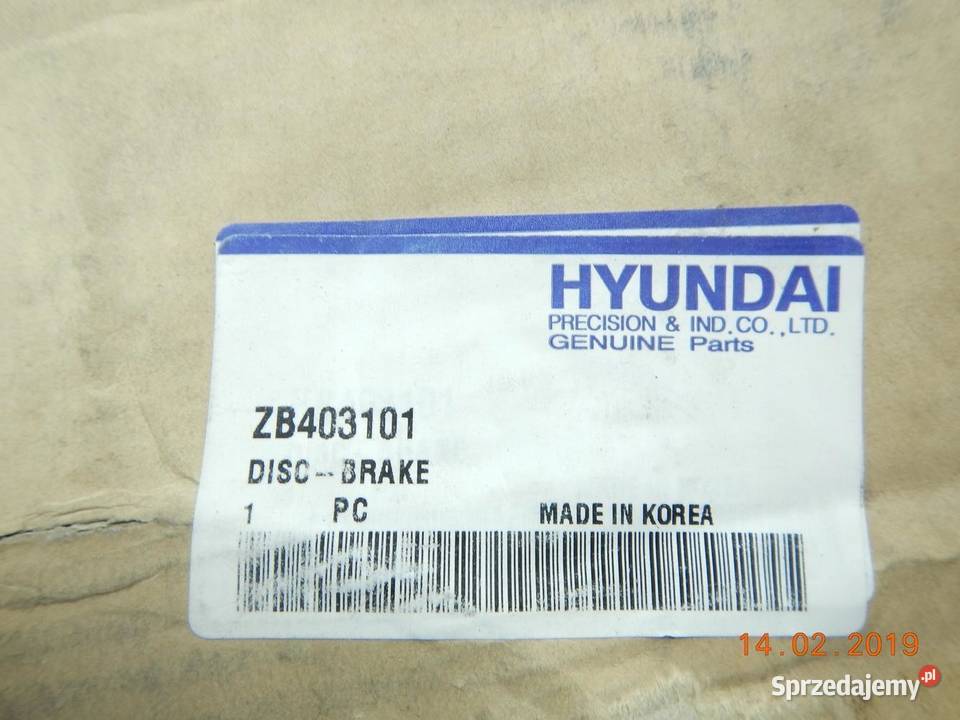 HYUNDAI
PRECISION & IND.CO.,LTD.
GENUINE Parts
ZB403101
DISC-BRAKE
1 PC MADE IN KOREA
14.02.2019
Sprzedajemy.pl